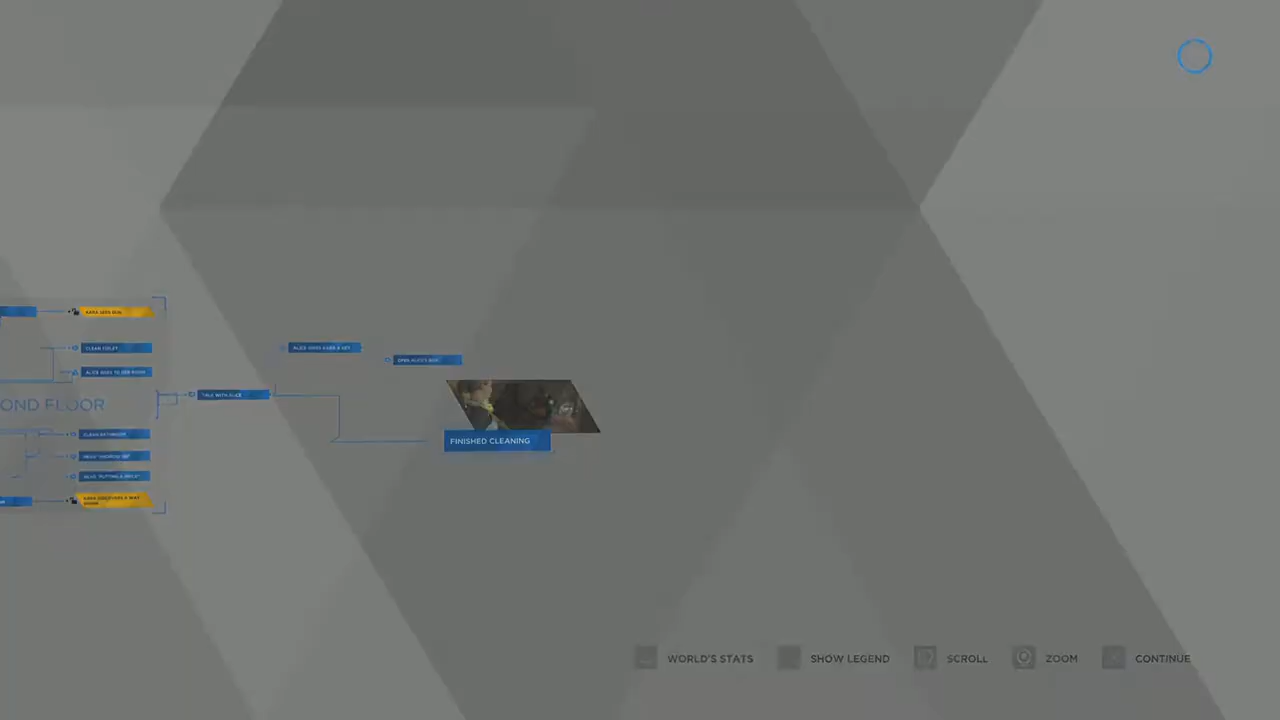 KARA SEES GUN
CLEAN TOILET
ALICE GOES TO HER ROOM
OND FLOOR
CLEAN BATHROOM
KARA DISCOVERS A WAY
TALK WITH ALICE
ALICE GIVES KARA A KEY
OPEN ALICE'S BOX
FINISHED CLEANING
WORLD'S STATS
SHOW LEGEND
SCROLL
ZOOM
CONTINUE